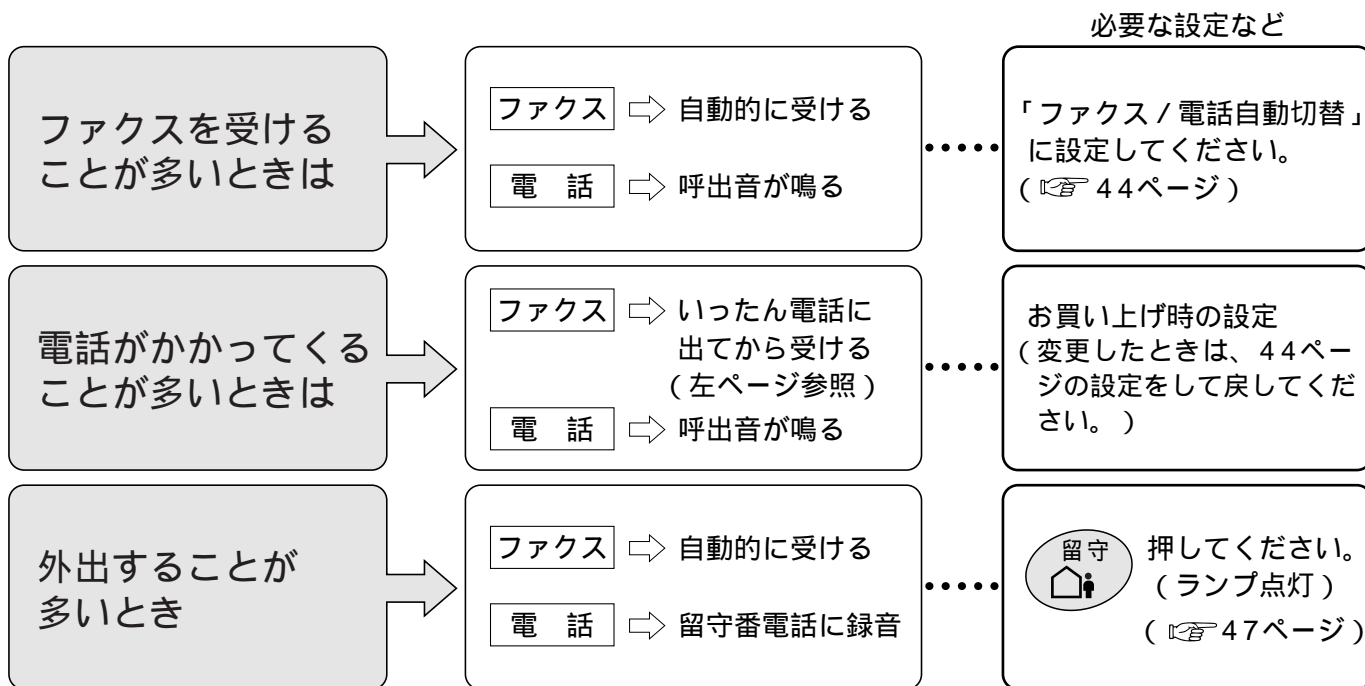 必要な設定など
ファクスを受ける
ことが多いときは
ファクス ⇨ 自動的に受ける
電 話 ⇨ 呼出音が鳴る
「ファクス / 電話自動切替」
に設定してください。
( ☞ 44ページ )
電話がかかってくる
ことが多いときは
ファクス ⇨ いったん電話に
出てから受ける
( 左ページ参照 )
電 話 ⇨ 呼出音が鳴る
お買い上げ時の設定
( 変更したときは、44ペー
ジの設定をして戻してくだ
さい。 )
外出することが
多いとき
ファクス ⇨ 自動的に受ける
電 話 ⇨ 留守番電話に録音
留守
押してください。
( ランプ点灯 )
( ☞ 47ページ )